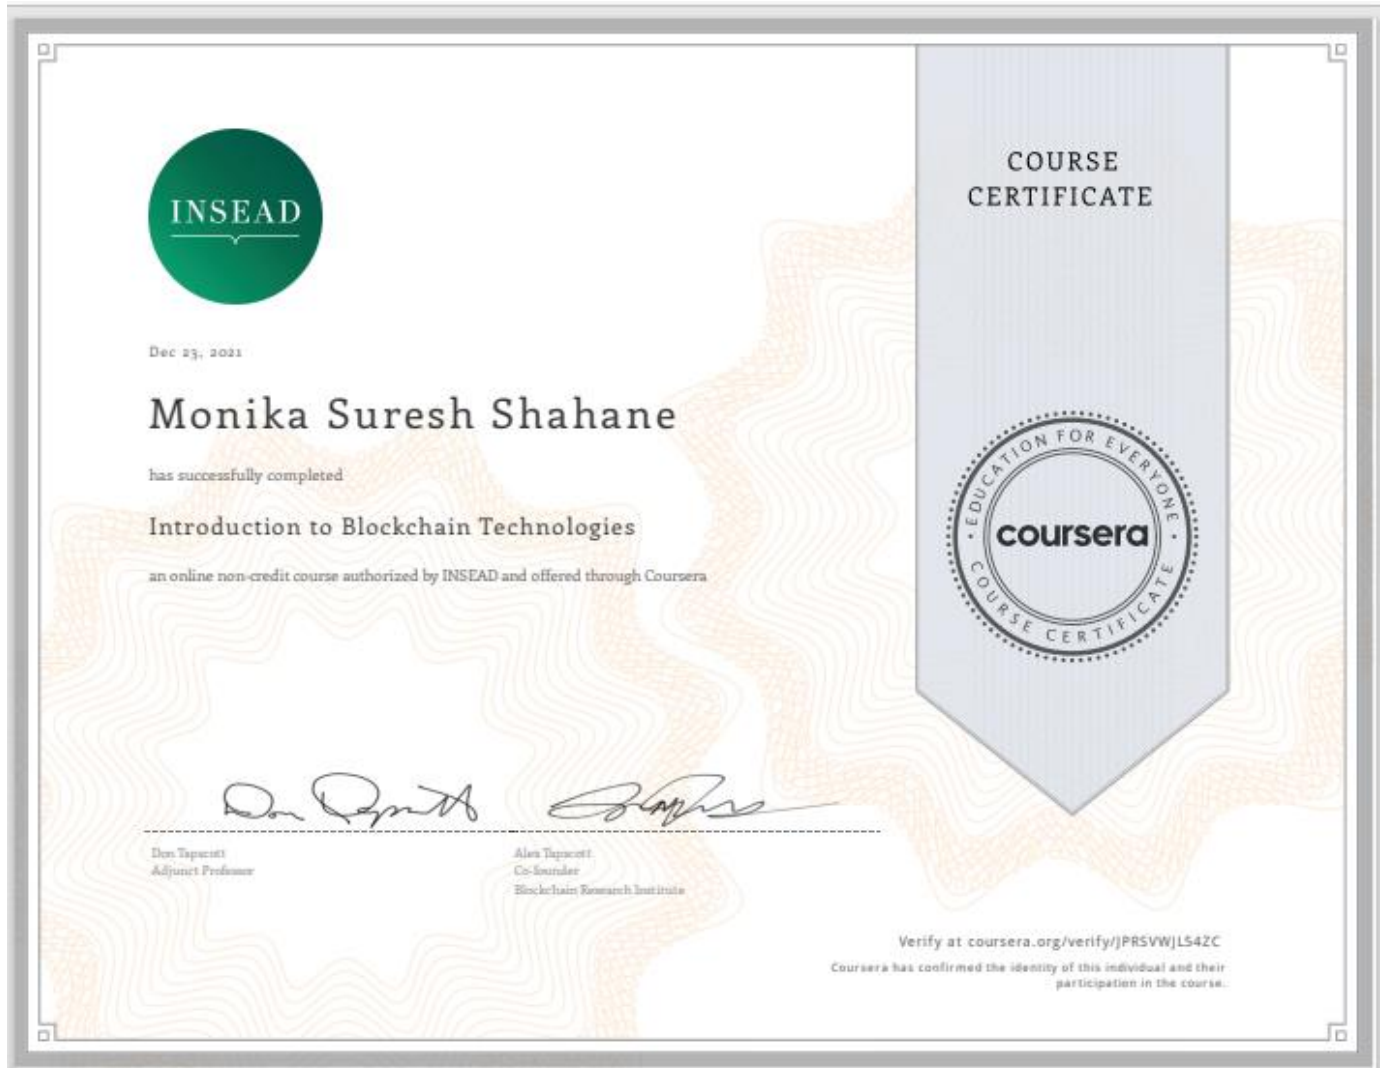 INSEAD
COURSE
CERTIFICATE
Dec 23, 2021
Monika Suresh Shahane
has successfully completed
Introduction to Blockchain Technologies
an online non-credit course authorized by INSEAD and offered through Coursera
EDUCATION FOR EVERYONE
coursera
COURSE CERTIFICATE
Don Tapscott
Adjunct Professor
Alex Tapscott
Co-founder
Blockchain Research Institute
Verify at coursera.org/verify/JPRSVWJLS4ZC
Coursera has confirmed the identity of this individual and their
participation in the course.